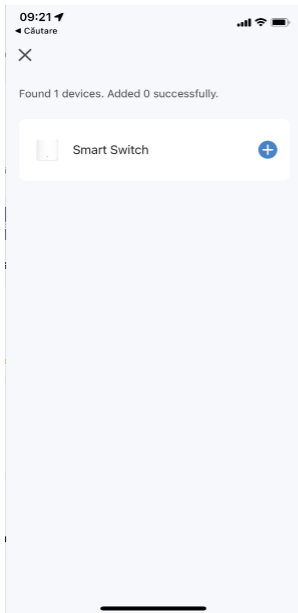 09:21
◀ Căutare
Found 1 devices. Added 0 successfully.
Smart Switch